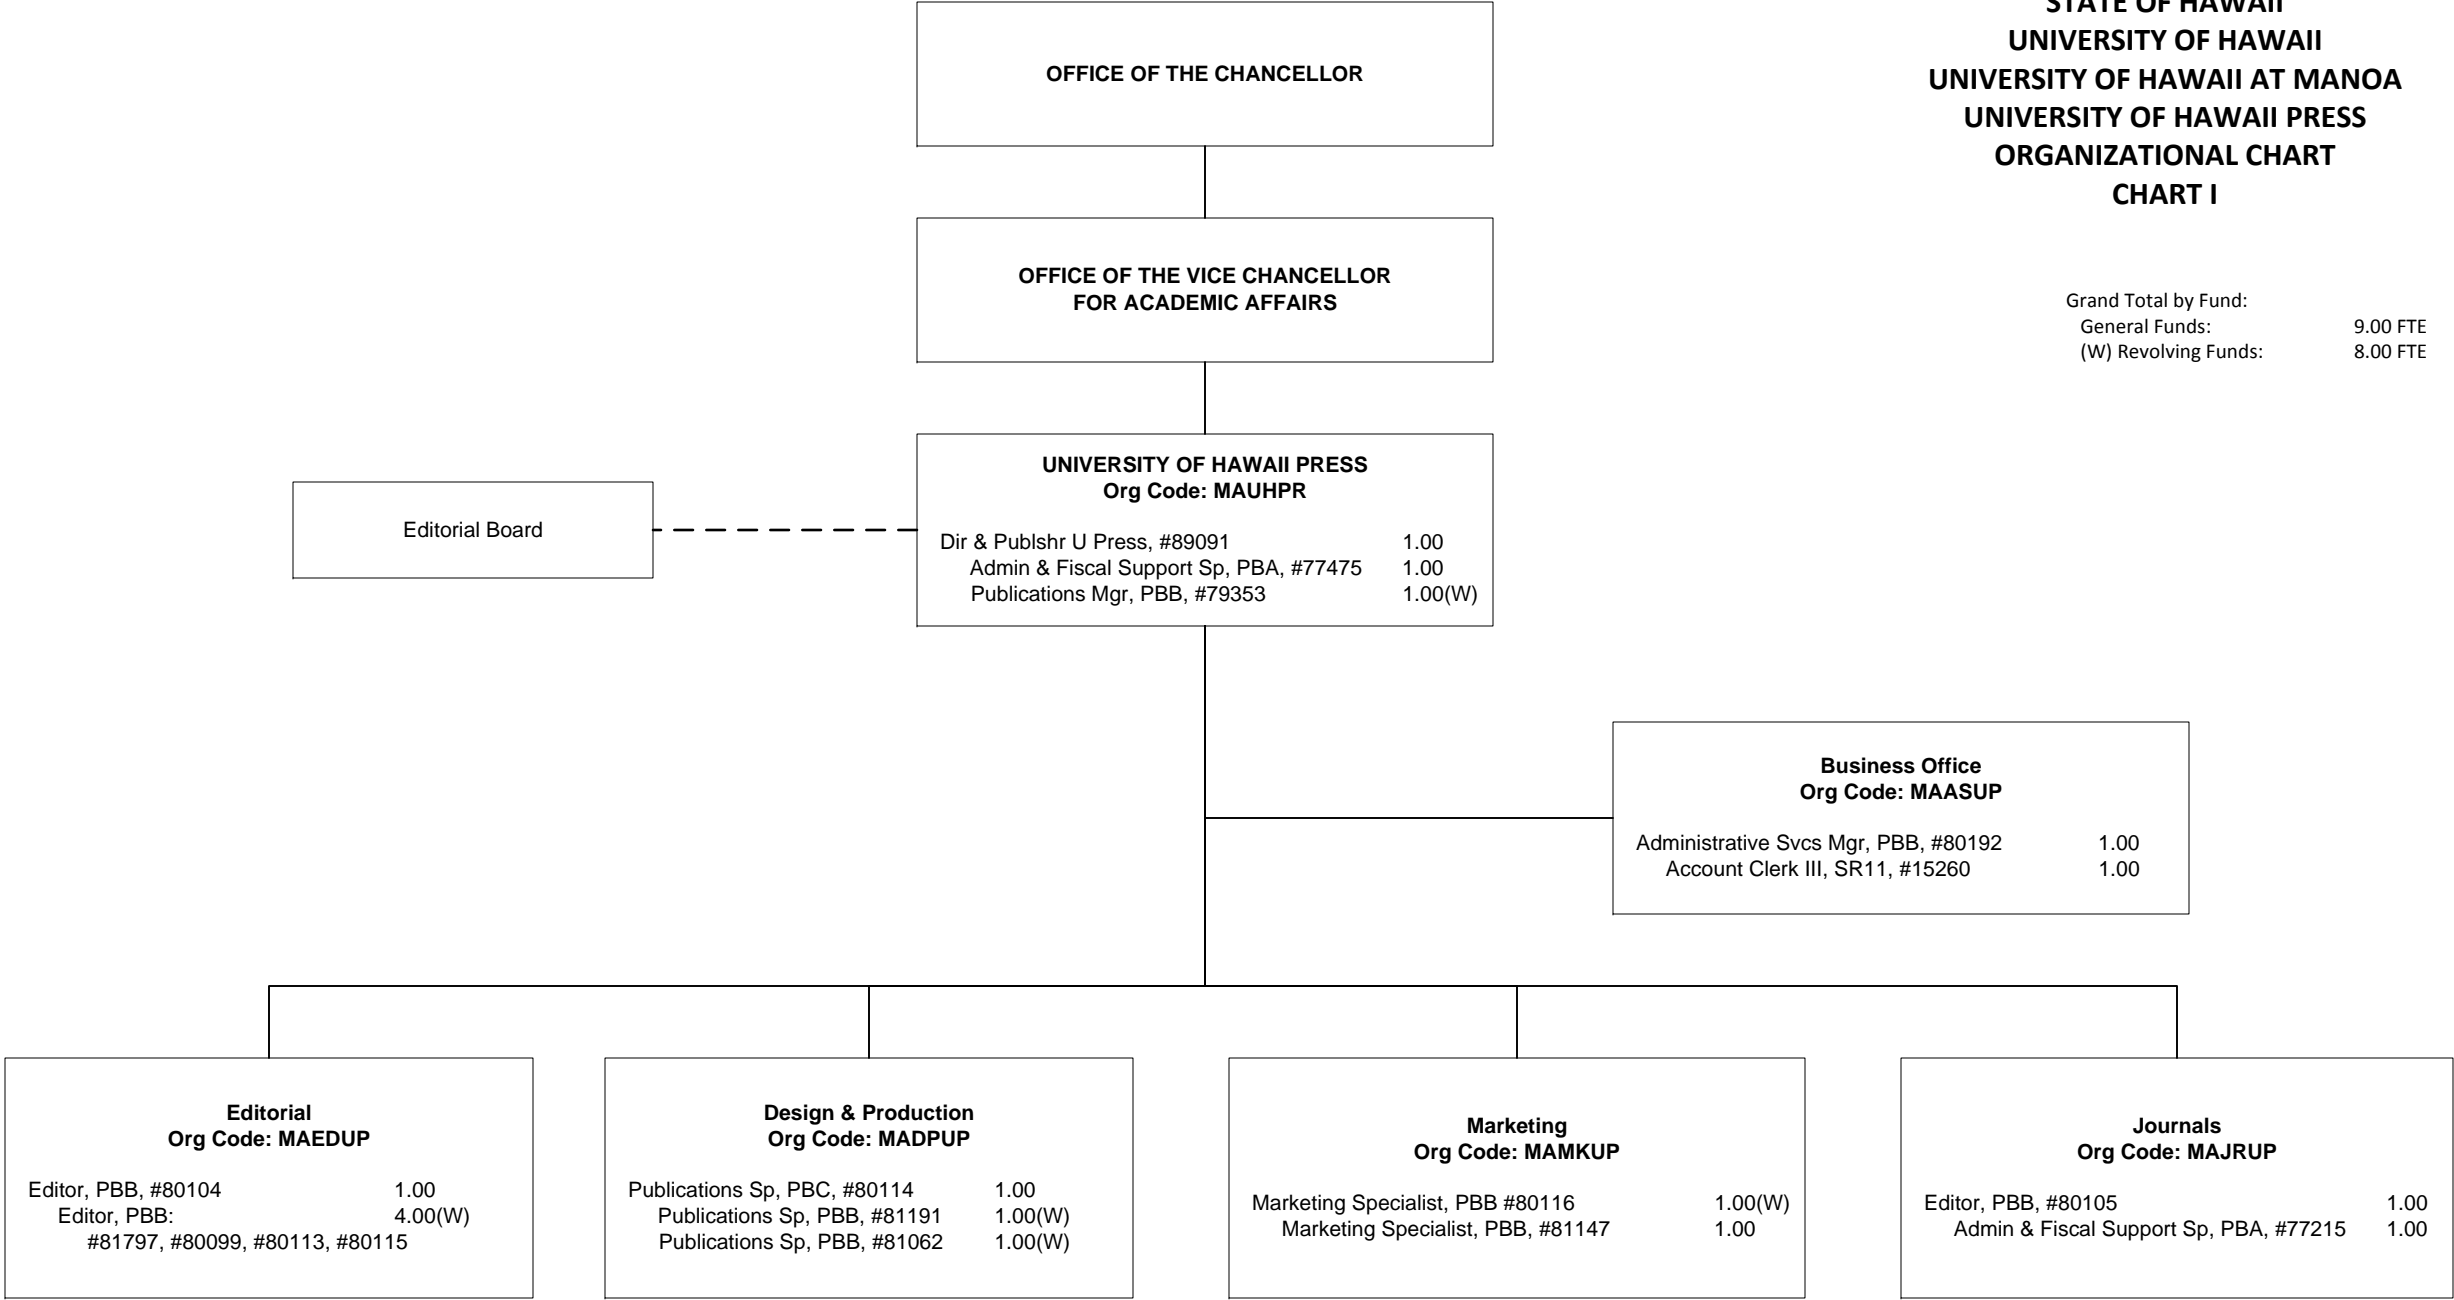 STATE OF HAWAII
UNIVERSITY OF HAWAII
UNIVERSITY OF HAWAII AT MANOA
UNIVERSITY OF HAWAII PRESS
ORGANIZATIONAL CHART
CHART I
Grand Total by Fund:
General Funds: 9.00 FTE
(W) Revolving Funds: 8.00 FTE
OFFICE OF THE CHANCELLOR
OFFICE OF THE VICE CHANCELLOR
FOR ACADEMIC AFFAIRS
UNIVERSITY OF HAWAII PRESS
Org Code: MAUHPR
Dir & Publshr U Press, #89091 1.00
Admin & Fiscal Support Sp, PBA, #77475 1.00
Publications Mgr, PBB, #79353 1.00(W)
Editorial Board
Business Office
Org Code: MAASUP
Administrative Svcs Mgr, PBB, #80192 1.00
Account Clerk III, SR11, #15260 1.00
Editorial
Org Code: MAEDUP
Editor, PBB, #80104 1.00
Editor, PBB: 4.00(W)
#81797, #80099, #80113, #80115
Design & Production
Org Code: MADPUP
Publications Sp, PBC, #80114 1.00
Publications Sp, PBB, #81191 1.00(W)
Publications Sp, PBB, #81062 1.00(W)
Marketing
Org Code: MAMKUP
Marketing Specialist, PBB #80116 1.00(W)
Marketing Specialist, PBB, #81147 1.00
Journals
Org Code: MAJRUP
Editor, PBB, #80105 1.00
Admin & Fiscal Support Sp, PBA, #77215 1.00